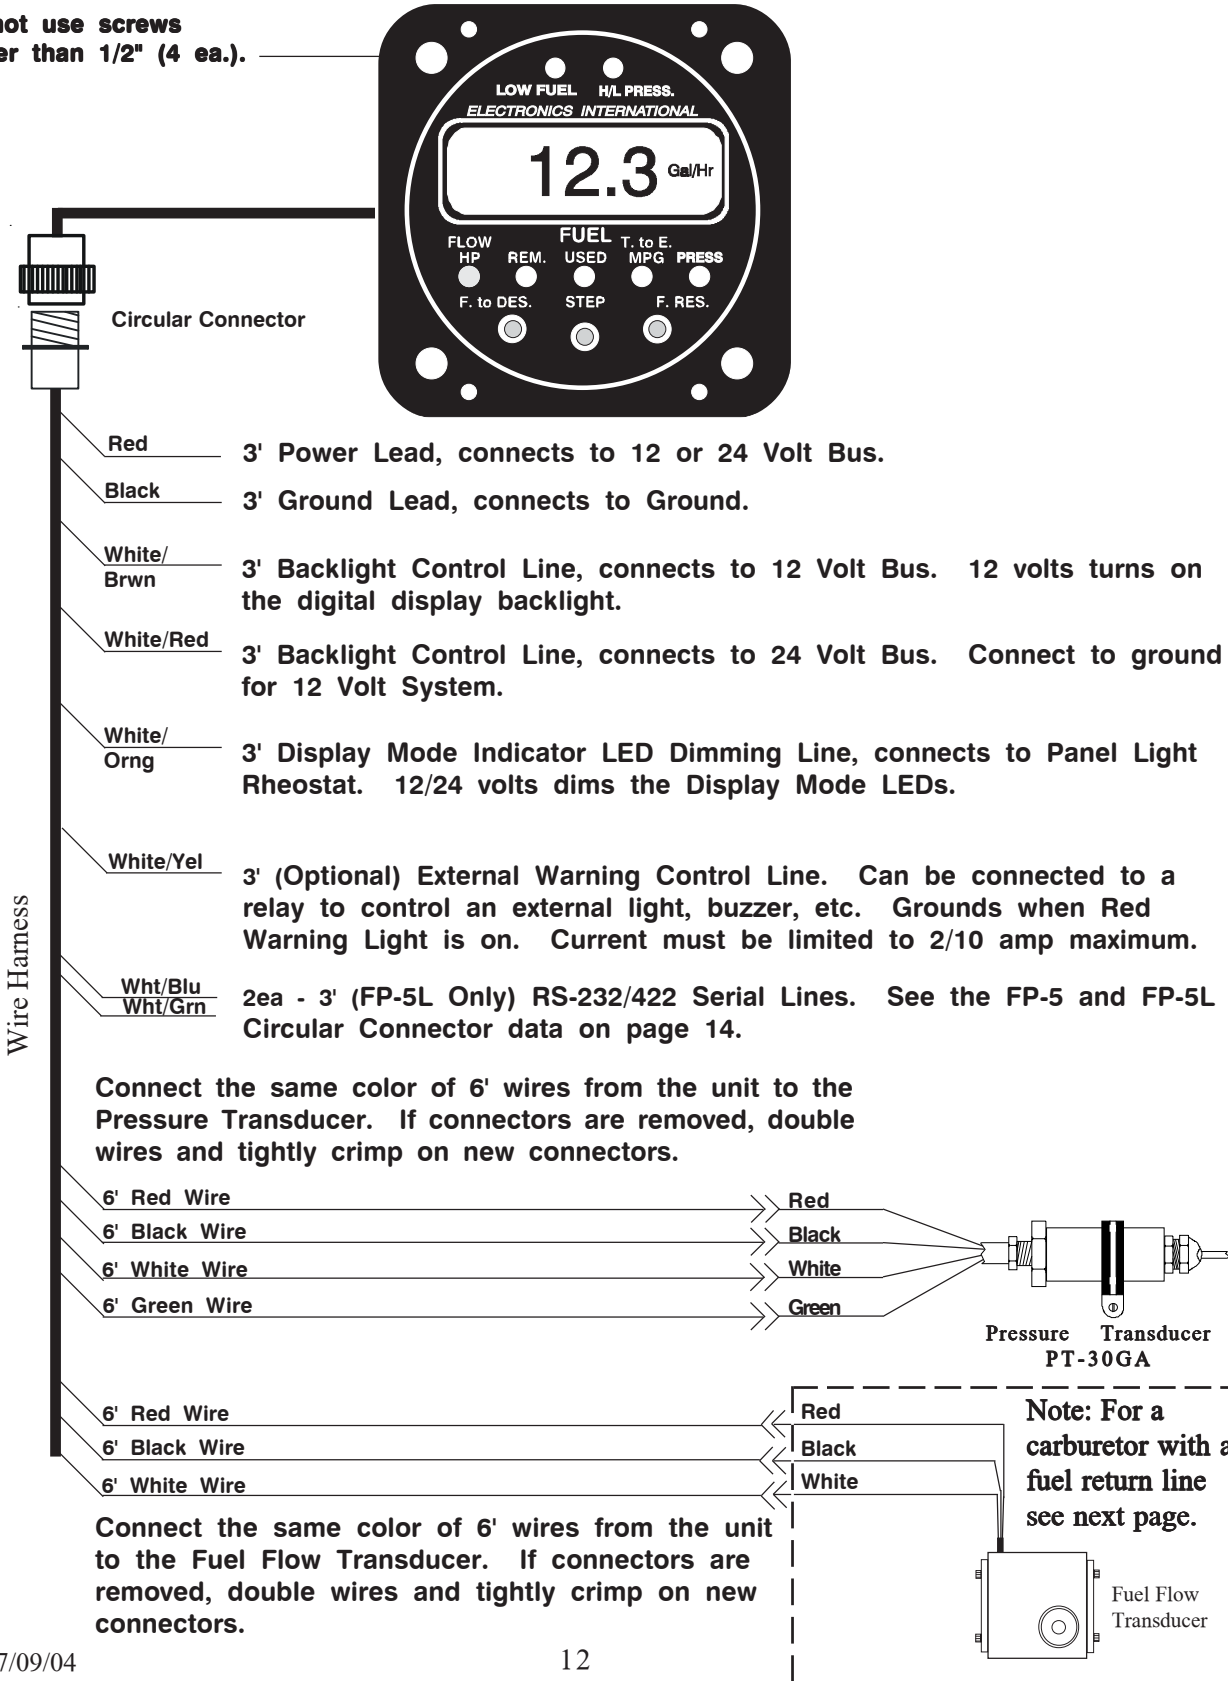 not use screws
er than 1/2" (4 ea.).
LOW FUEL H/L PRESS.
ELECTRONICS INTERNATIONAL
12.3 Gal/Hr
FUEL
FLOW T. to E.
HP REM. USED MPG PRESS
F. to DES. STEP F. RES.
Circular Connector
Red
3' Power Lead, connects to 12 or 24 Volt Bus.
Black
3' Ground Lead, connects to Ground.
White/
Brwn
3' Backlight Control Line, connects to 12 Volt Bus. 12 volts turns on
the digital display backlight.
White/Red
3' Backlight Control Line, connects to 24 Volt Bus. Connect to ground
for 12 Volt System.
White/
Orng
3' Display Mode Indicator LED Dimming Line, connects to Panel Light
Rheostat. 12/24 volts dims the Display Mode LEDs.
White/Yel
3' (Optional) External Warning Control Line. Can be connected to a
relay to control an external light, buzzer, etc. Grounds when Red
Warning Light is on. Current must be limited to 2/10 amp maximum.
Wire Harness
Wht/Blu
Wht/Grn
2ea - 3' (FP-5L Only) RS-232/422 Serial Lines. See the FP-5 and FP-5L
Circular Connector data on page 14.
Connect the same color of 6' wires from the unit to the
Pressure Transducer. If connectors are removed, double
wires and tightly crimp on new connectors.
6' Red Wire Red
6' Black Wire Black
6' White Wire White
6' Green Wire Green
Pressure Transducer
PT-30GA
6' Red Wire Red
6' Black Wire Black
6' White Wire White
Note: For a
carburetor with a
fuel return line
see next page.
Connect the same color of 6' wires from the unit
to the Fuel Flow Transducer. If connectors are
removed, double wires and tightly crimp on new
connectors.
Fuel Flow
Transducer
7/09/04
12